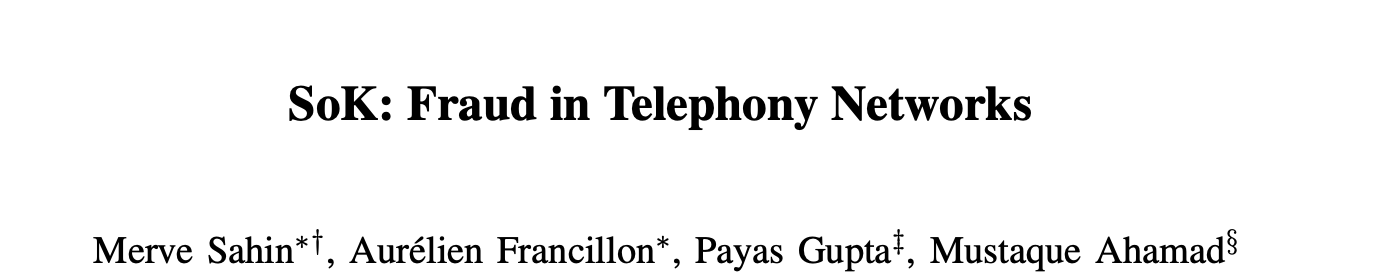 SoK: Fraud in Telephony Networks
Merve Sahin*†, Aurélien Francillon*, Payas Gupta‡, Mustaque Ahamad§